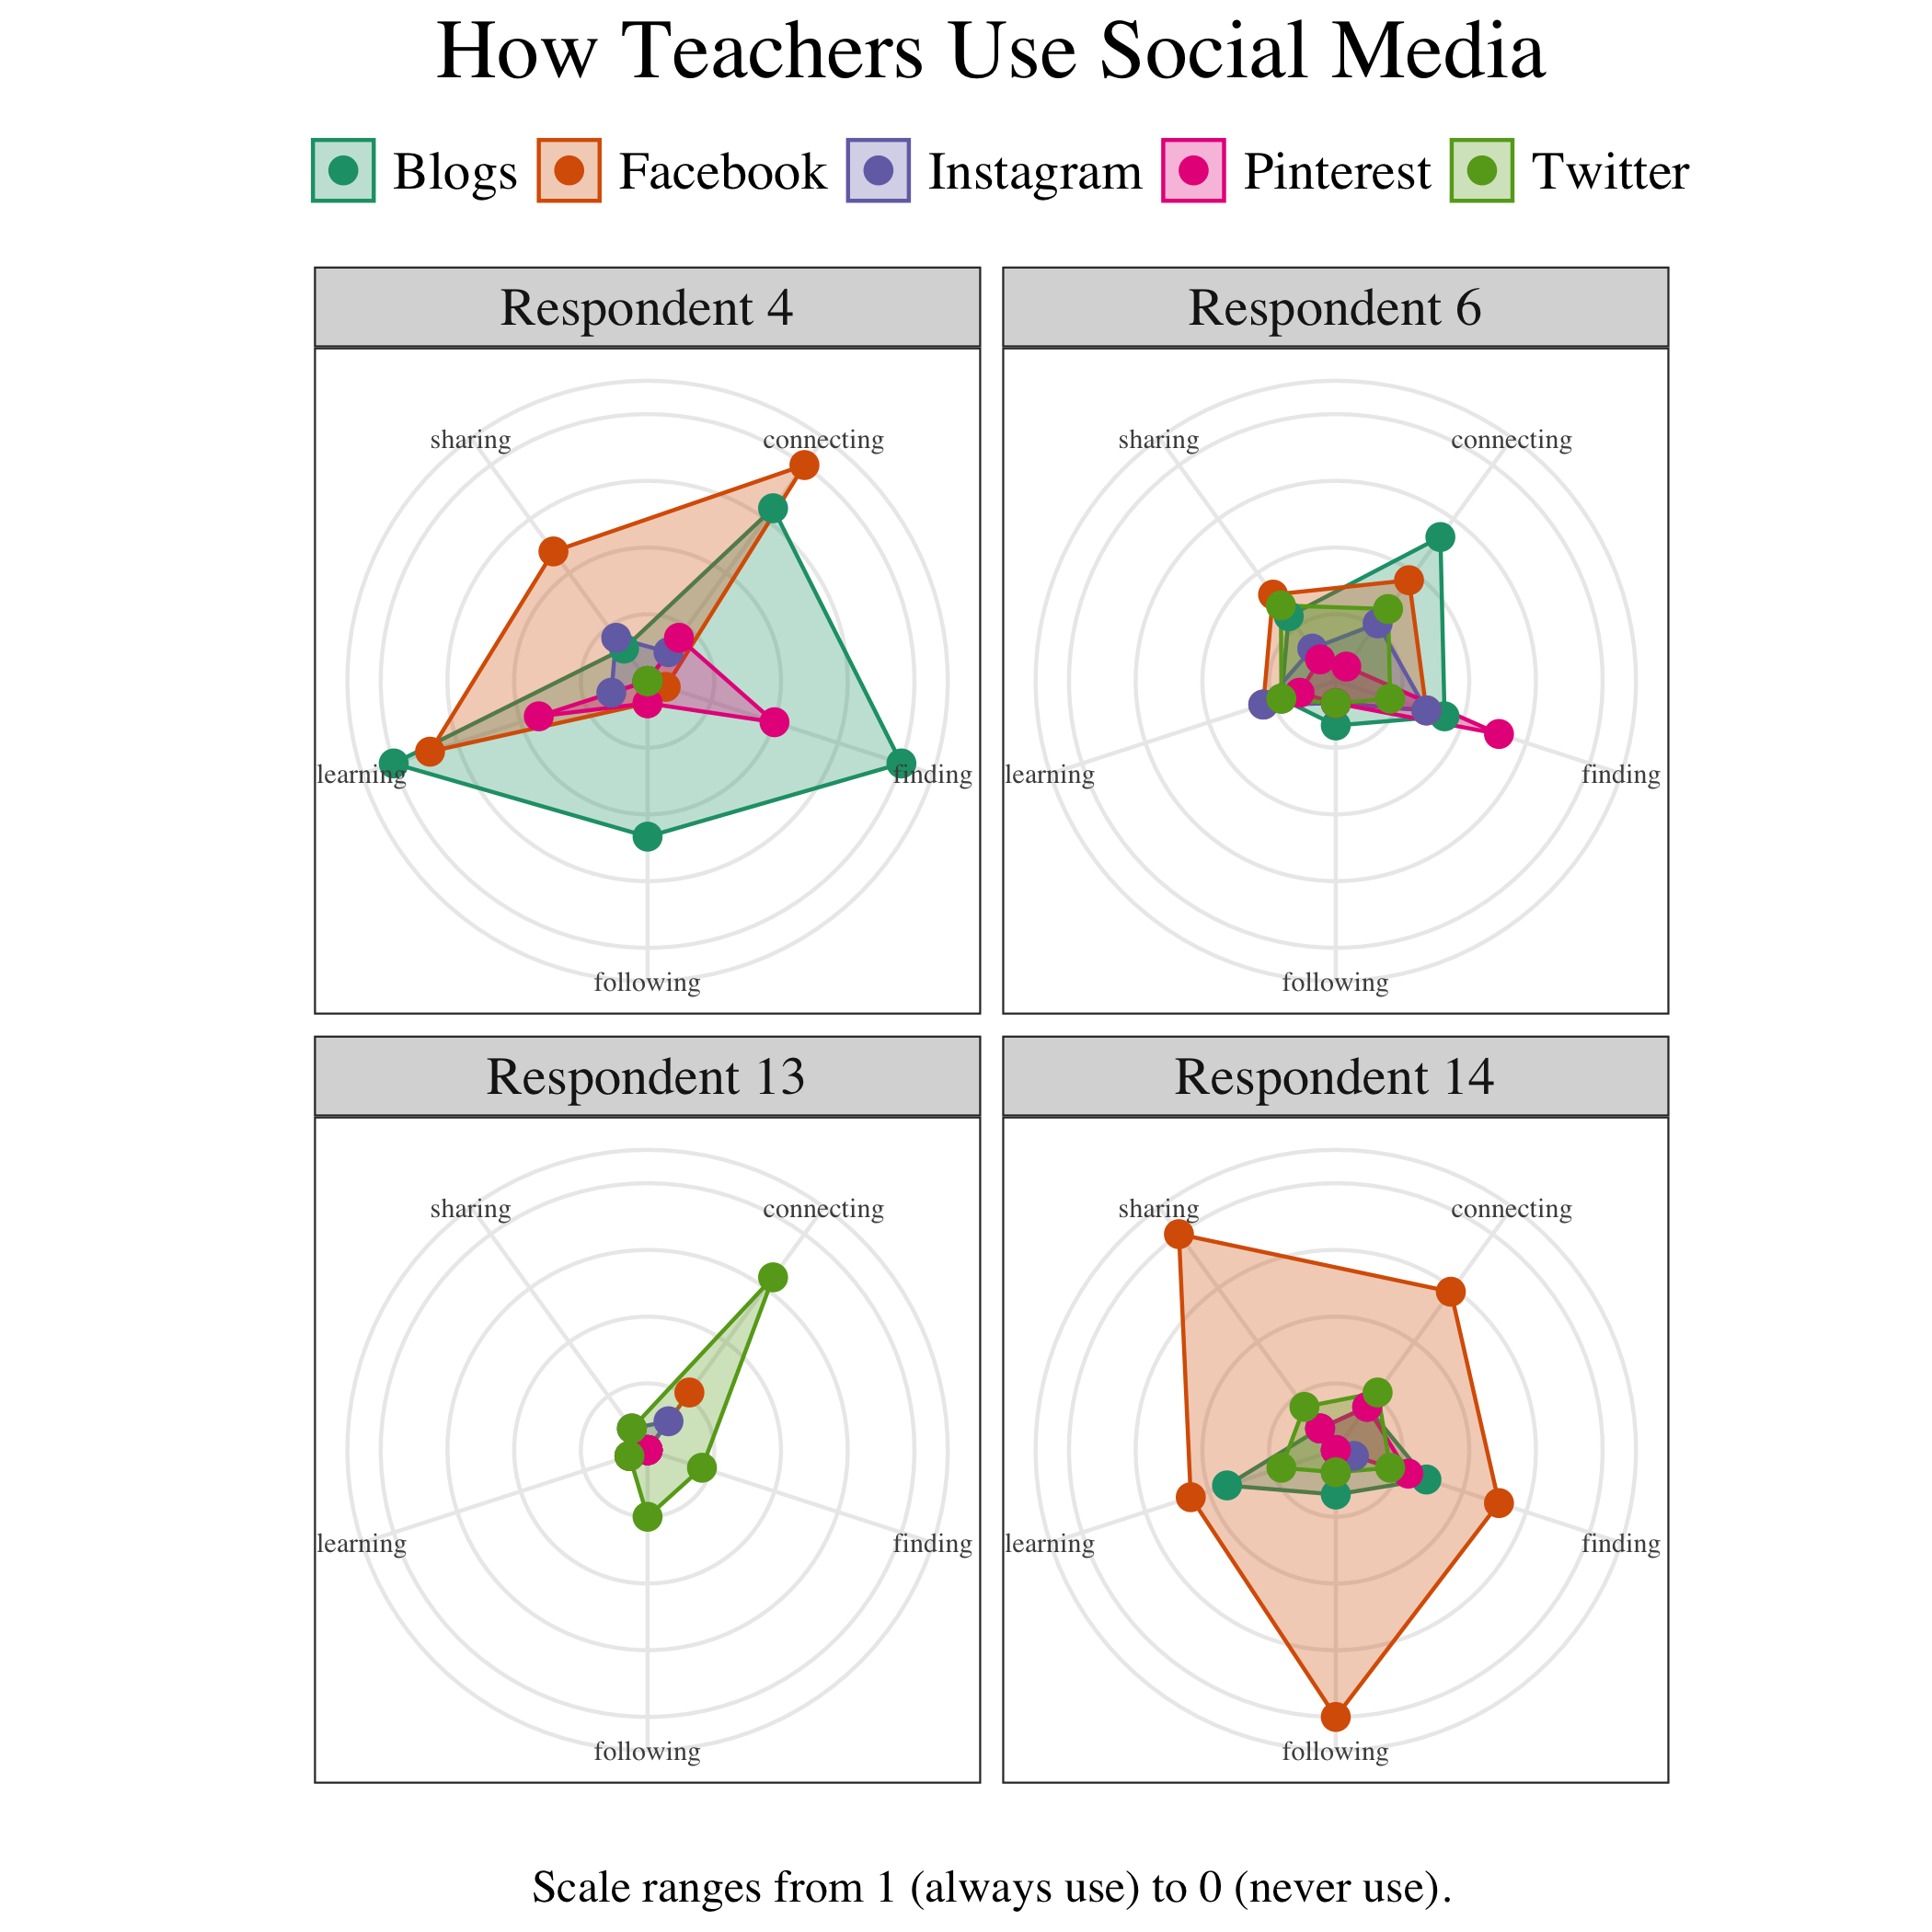 How Teachers Use Social Media
Blogs Facebook Instagram Pinterest Twitter
Respondent 4
sharing connecting
learning finding
following
Respondent 6
sharing connecting
learning finding
following
Respondent 13
sharing connecting
learning finding
following
Respondent 14
sharing connecting
learning finding
following
Scale ranges from 1 (always use) to 0 (never use).